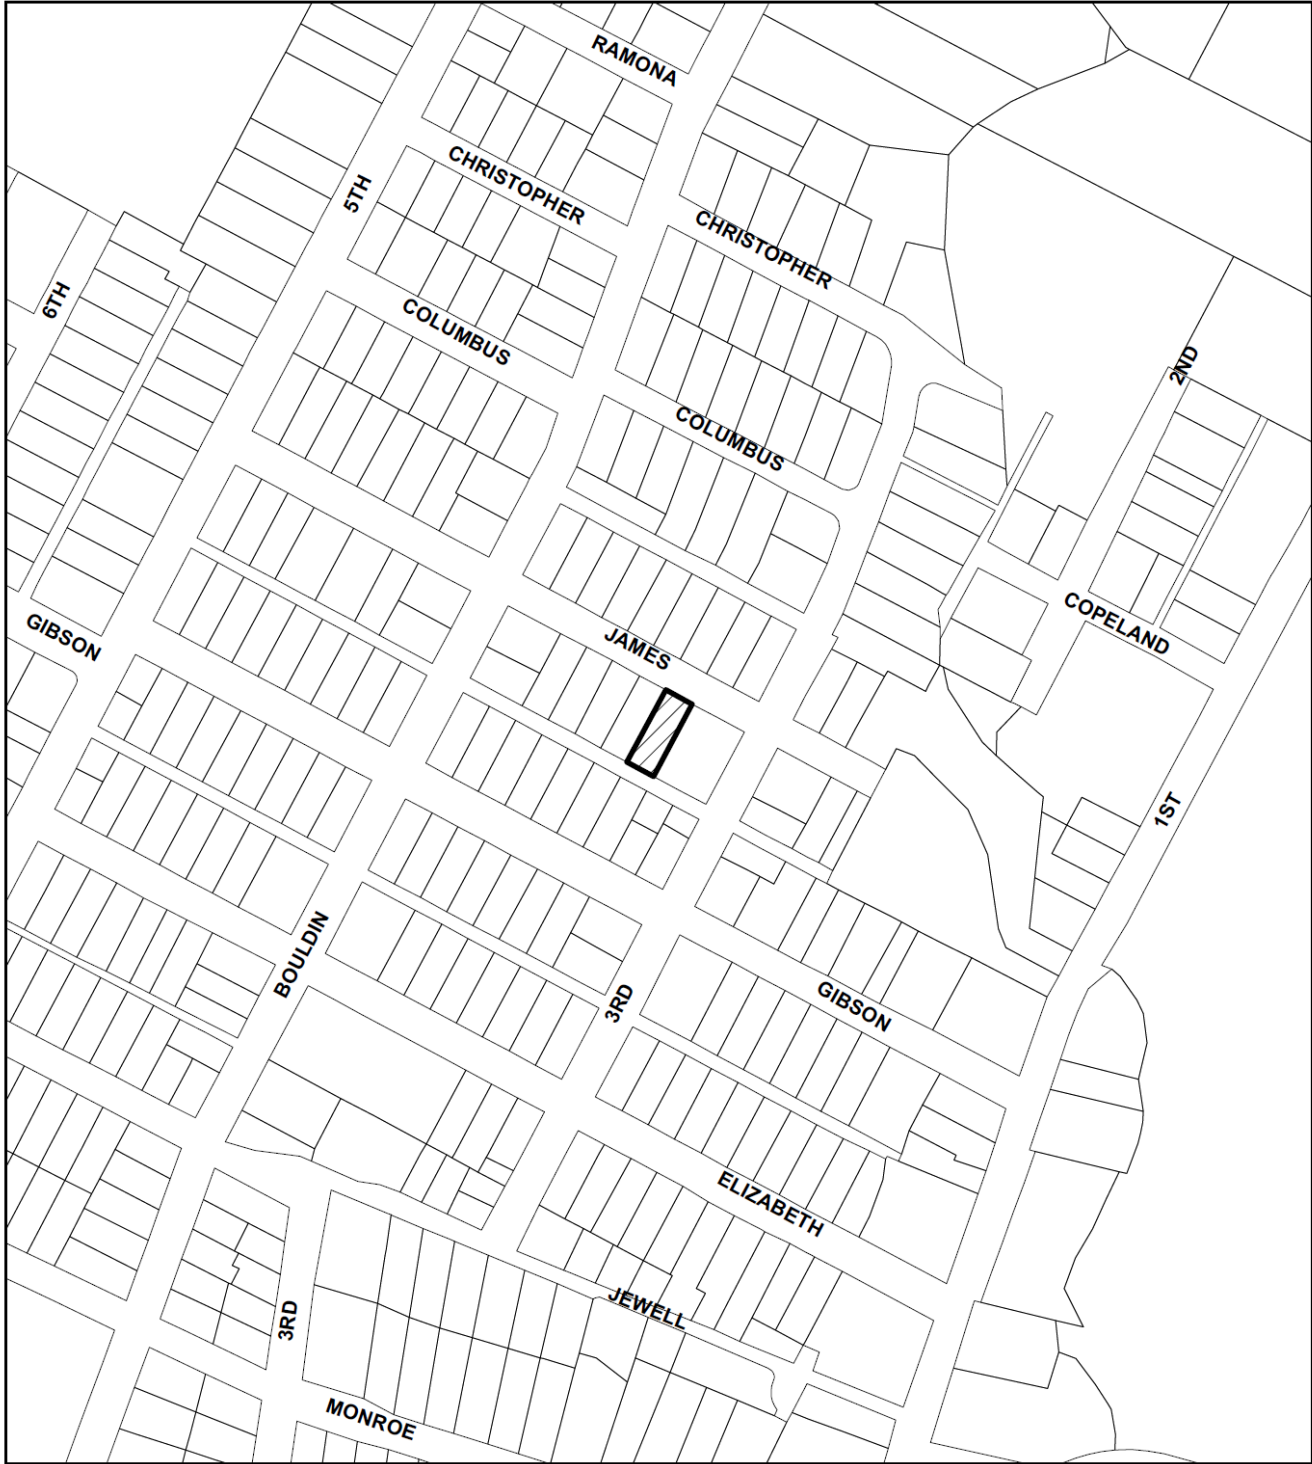 RAMONA
CHRISTOPHER
5TH
CHRISTOPHER
6TH
COLUMBUS
2ND
COLUMBUS
COPELAND
GIBSON
JAMES
1ST
BOULDIN
3RD
GIBSON
ELIZABETH
JEWELL
3RD
MONROE